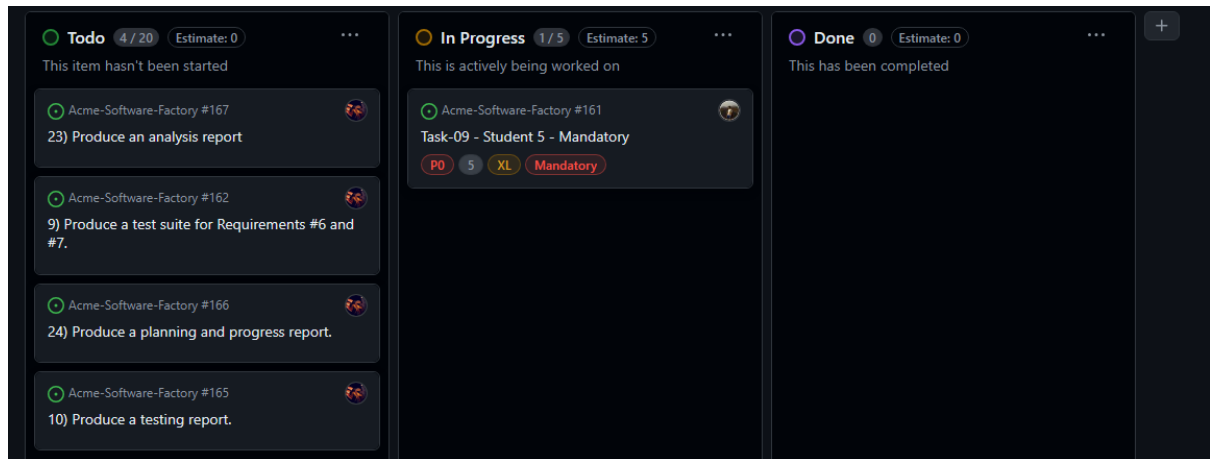 Todo 4 / 20 Estimate: 0 ...
This item hasn't been started
Acme-Software-Factory #167
23) Produce an analysis report
Acme-Software-Factory #162
9) Produce a test suite for Requirements #6 and
#7.
Acme-Software-Factory #166
24) Produce a planning and progress report.
Acme-Software-Factory #165
10) Produce a testing report.
In Progress 1 / 5 Estimate: 5 ...
This is actively being worked on
Acme-Software-Factory #161
Task-09 - Student 5 - Mandatory
P0 5 XL Mandatory
Done 0 Estimate: 0 ...
This has been completed
+